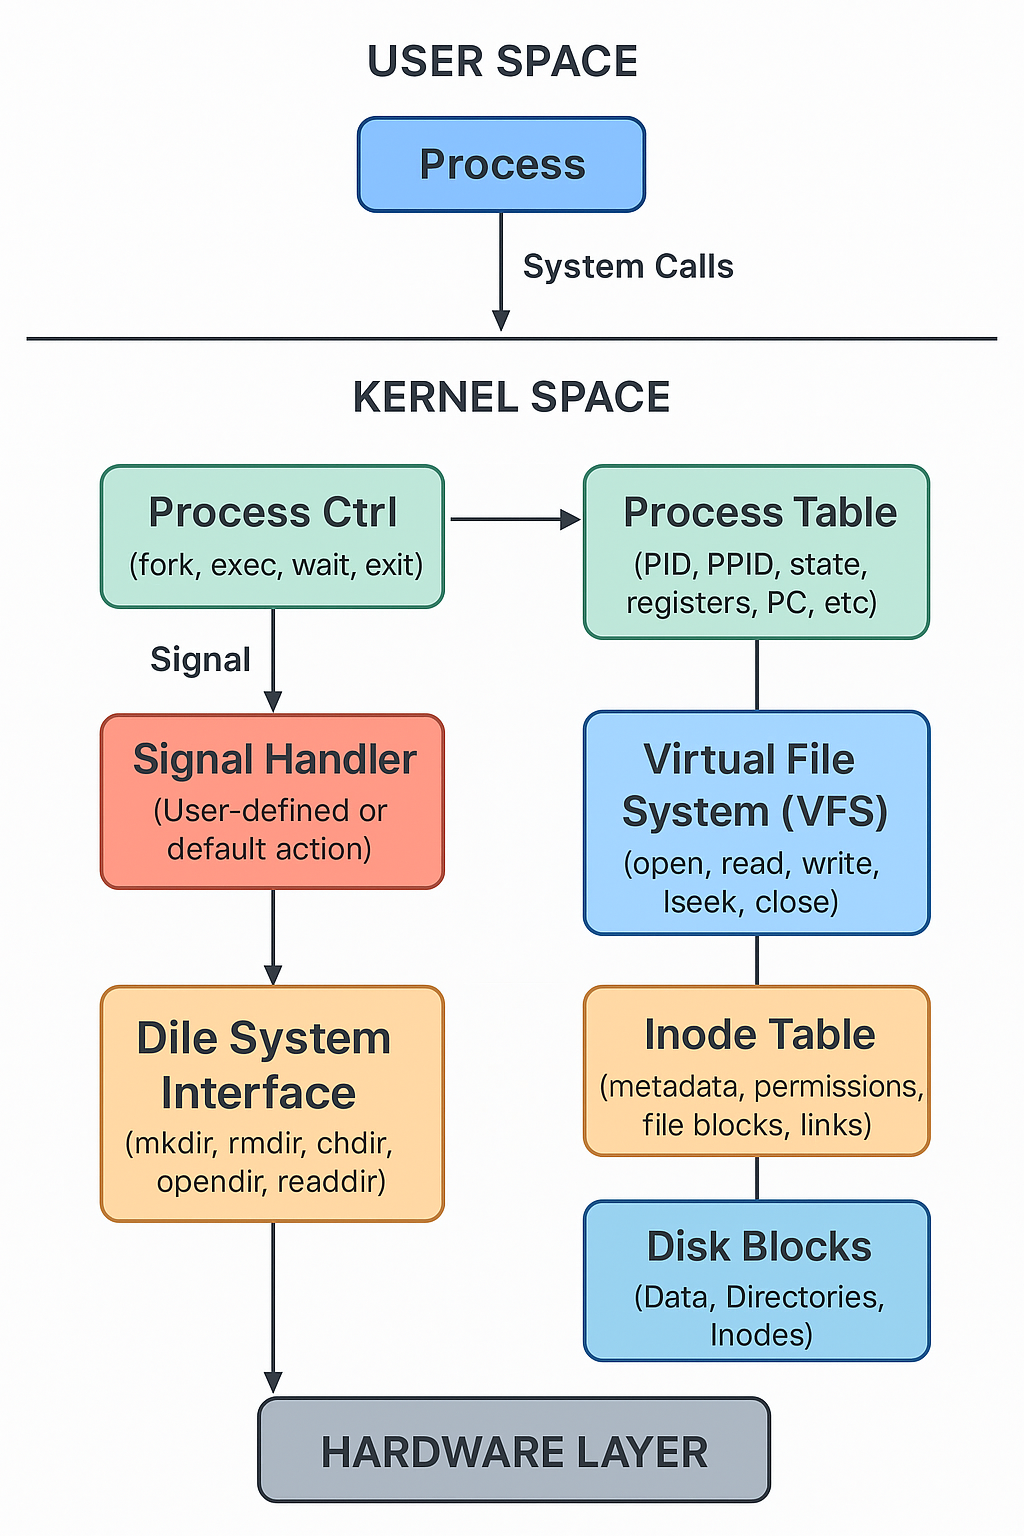 USER SPACE
Process
System Calls
KERNEL SPACE
Process Ctrl
(fork, exec, wait, exit)
Process Table
(PID, PPID, state,
registers, PC, etc)
Signal
Signal Handler
(User-defined or
default action)
Virtual File
System (VFS)
(open, read, write,
lseek, close)
Dile System
Interface
(mkdir, rmdir, chdir,
opendir, readdir)
Inode Table
(metadata, permissions,
file blocks, links)
Disk Blocks
(Data, Directories,
Inodes)
HARDWARE LAYER